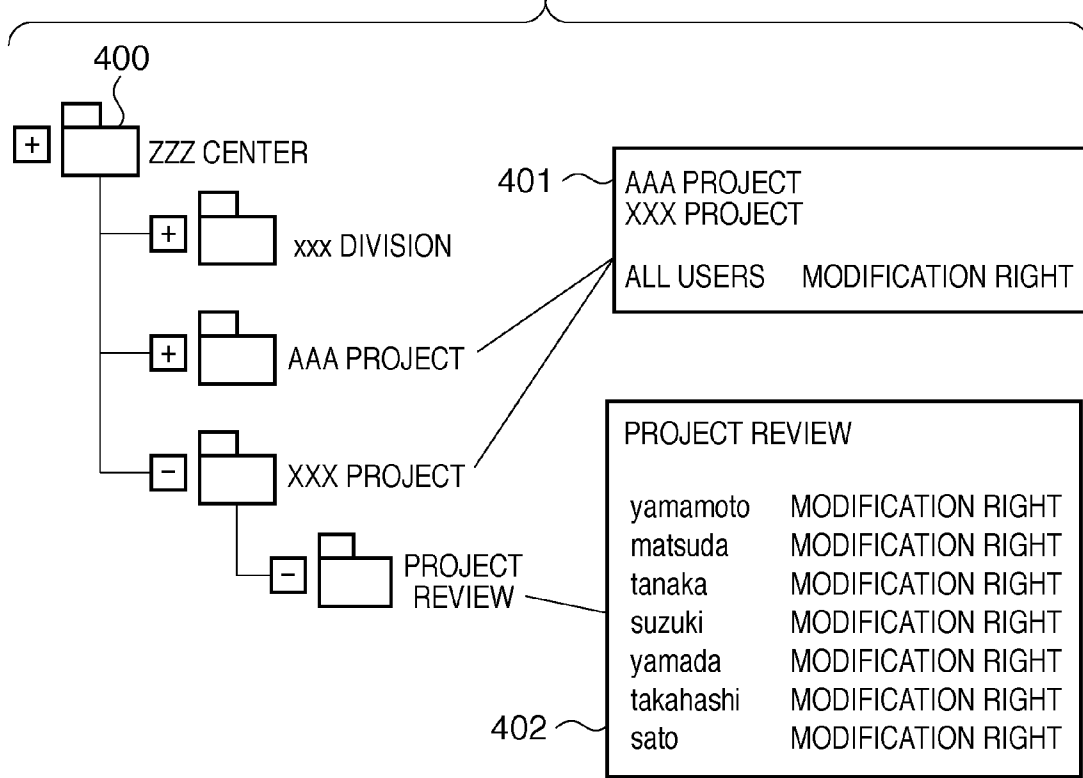 400
+ ZZZ CENTER
+ xxx DIVISION
+ AAA PROJECT
- XXX PROJECT
- PROJECT
REVIEW
401
AAA PROJECT
XXX PROJECT
ALL USERS MODIFICATION RIGHT
PROJECT REVIEW
yamamoto MODIFICATION RIGHT
matsuda MODIFICATION RIGHT
tanaka MODIFICATION RIGHT
suzuki MODIFICATION RIGHT
yamada MODIFICATION RIGHT
takahashi MODIFICATION RIGHT
sato MODIFICATION RIGHT
402